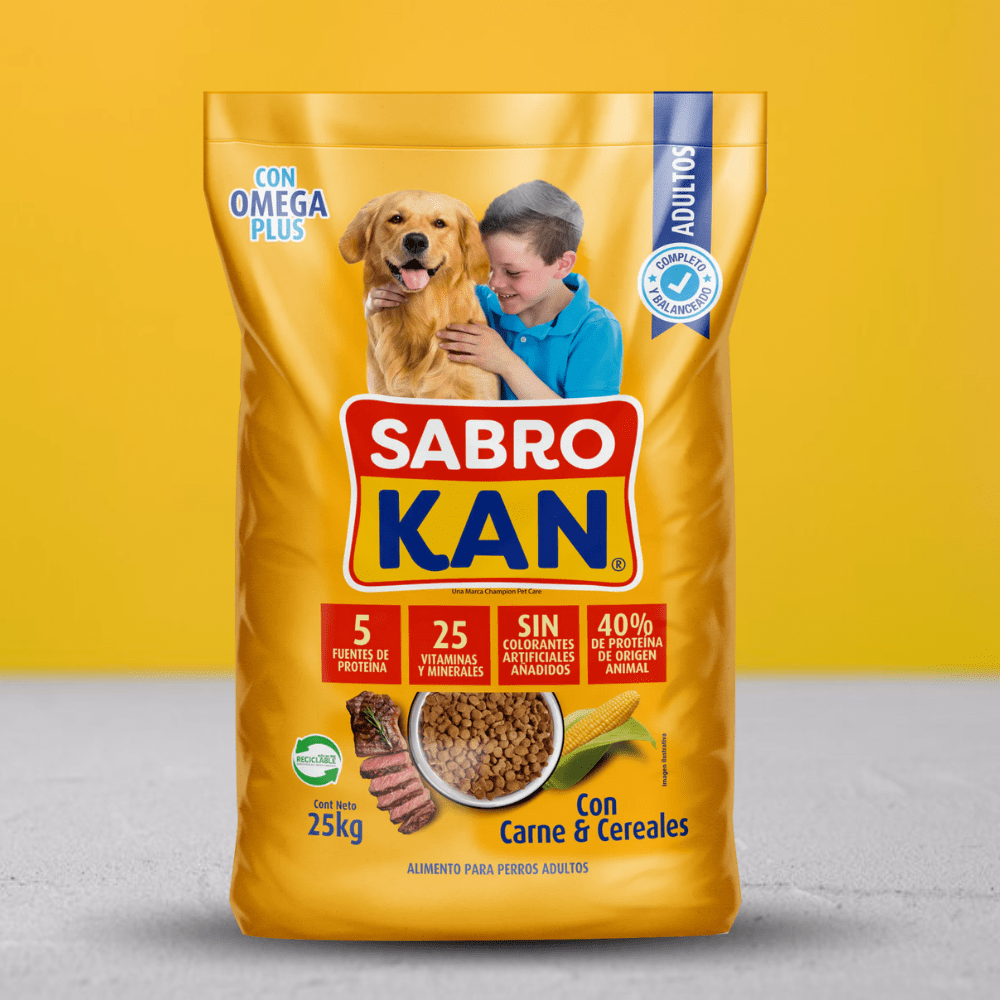 CON
OMEGA
PLUS
ADULTOS
COMPLETO
Y BALANCEADO
SABRO
KAN®
Una Marca Champion Pet Care
5
FUENTES DE
PROTEÍNA
25
VITAMINAS
Y MINERALES
SIN
COLORANTES
ARTIFICIALES
AÑADIDOS
40%
DE PROTEÍNA
DE ORIGEN
ANIMAL
RECICLABLE
Imagen Ilustrativa
Cont Neto
25kg
Con
Carne & Cereales
ALIMENTO PARA PERROS ADULTOS